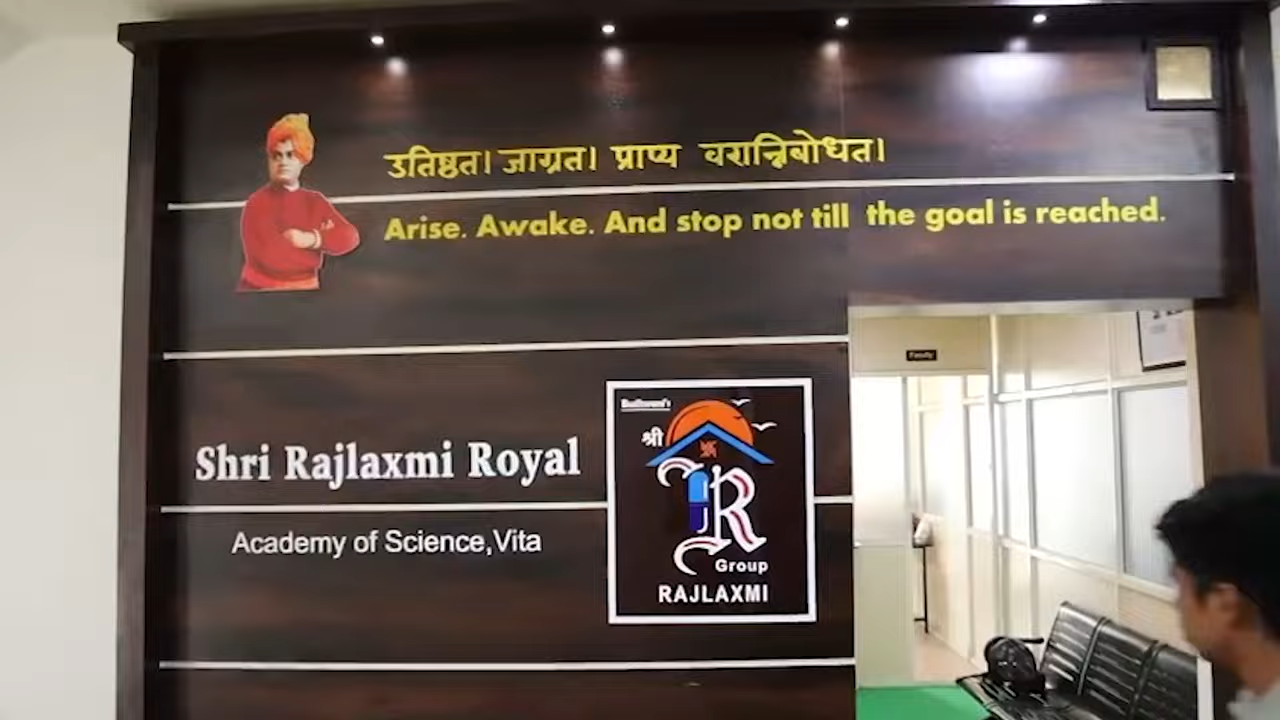 उतिष्ठत। जाग्रत। प्राप्य वरान्निबोधत।
Arise. Awake. And stop not till the goal is reached.
Faculty
Shri Rajlaxmi Royal
Academy of Science,Vita
श्री
R
Group
RAJLAXMI